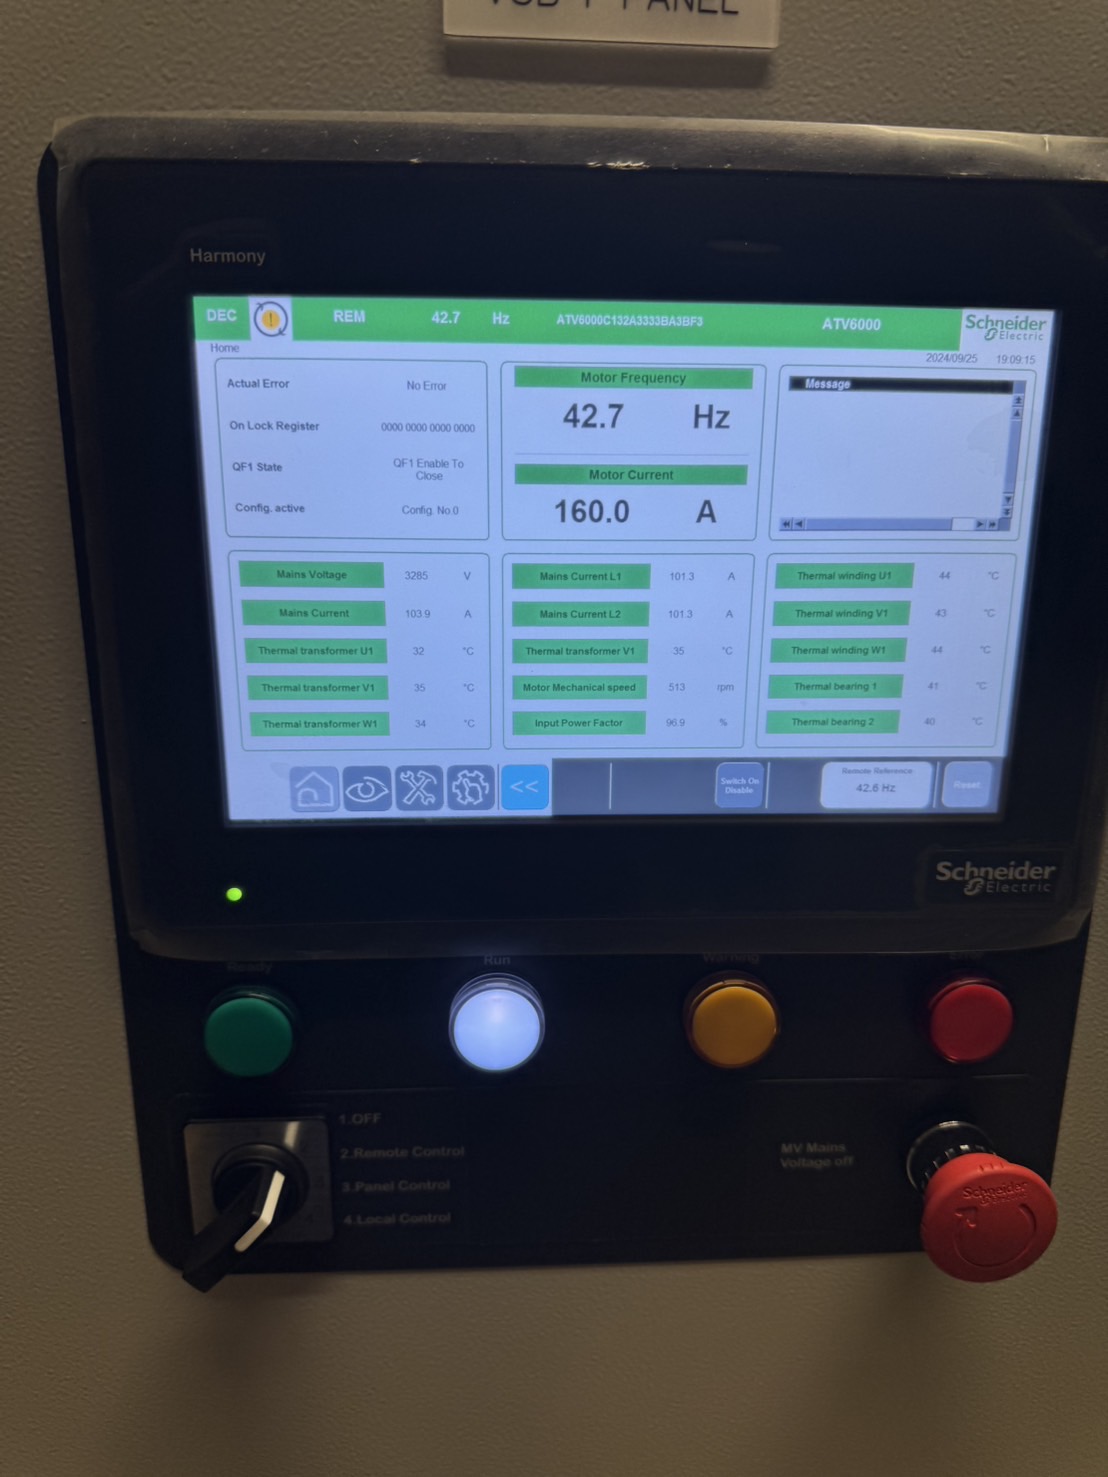 PANEL
Harmony
DEC REM 42.7 Hz ATV6000C132A3333BA3BF3 ATV6000 Schneider Electric
Home 2024/09/25 19:09:15
Actual Error No Error
On Lock Register 0000 0000 0000 0000
QF1 State QF1 Enable To Close
Config. active Config. No.0
Motor Frequency
42.7 Hz
Motor Current
160.0 A
Message
Mains Voltage 3285 V
Mains Current 103.9 A
Thermal transformer U1 32 °C
Thermal transformer V1 35 °C
Thermal transformer W1 34 °C
Mains Current L1 101.3 A
Mains Current L2 101.3 A
Thermal transformer V1 35 °C
Motor Mechanical speed 513 rpm
Input Power Factor 96.9 %
Thermal winding U1 44 °C
Thermal winding V1 43 °C
Thermal winding W1 44 °C
Thermal bearing 1 41 °C
Thermal bearing 2 40 °C
<<
Switch On
Disable
Remote Reference
42.6 Hz
Reset
Schneider
Electric
Ready Run Warning
1.OFF
2.Remote Control
3.Panel Control
4.Local Control
MV Mains
Voltage off
Schneider